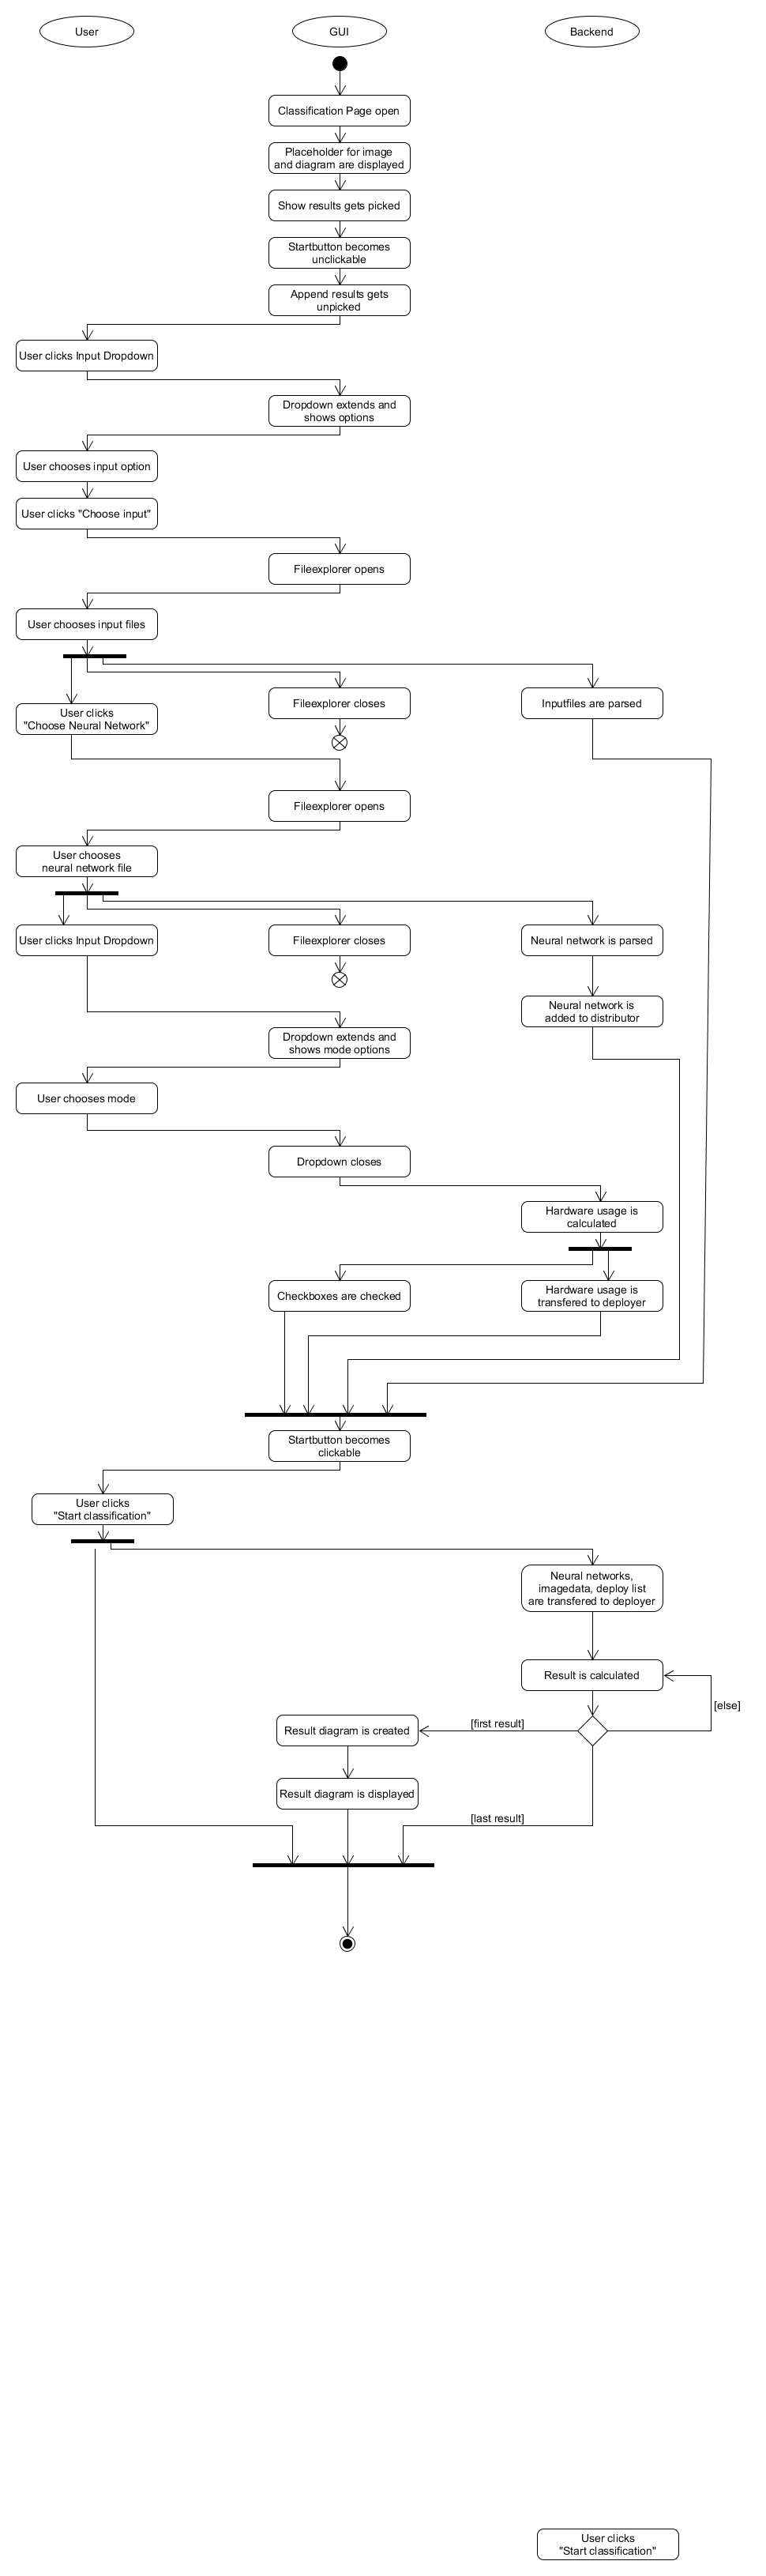 User
GUI
Backend
Classification Page open
Placeholder for image
and diagram are displayed
Show results gets picked
Startbutton becomes
unclickable
Append results gets
unpicked
User clicks Input Dropdown
Dropdown extends and
shows options
User chooses input option
User clicks "Choose input"
Fileexplorer opens
User chooses input files
User clicks
"Choose Neural Network"
Fileexplorer closes
Inputfiles are parsed
Fileexplorer opens
User chooses
neural network file
User clicks Input Dropdown
Fileexplorer closes
Neural network is parsed
Neural network is
added to distributor
Dropdown extends and
shows mode options
User chooses mode
Dropdown closes
Hardware usage is
calculated
Checkboxes are checked
Hardware usage is
transfered to deployer
Startbutton becomes
clickable
User clicks
"Start classification"
Neural networks,
imagedata, deploy list
are transfered to deployer
Result is calculated
[else]
[first result]
Result diagram is created
Result diagram is displayed
[last result]
User clicks
"Start classification"